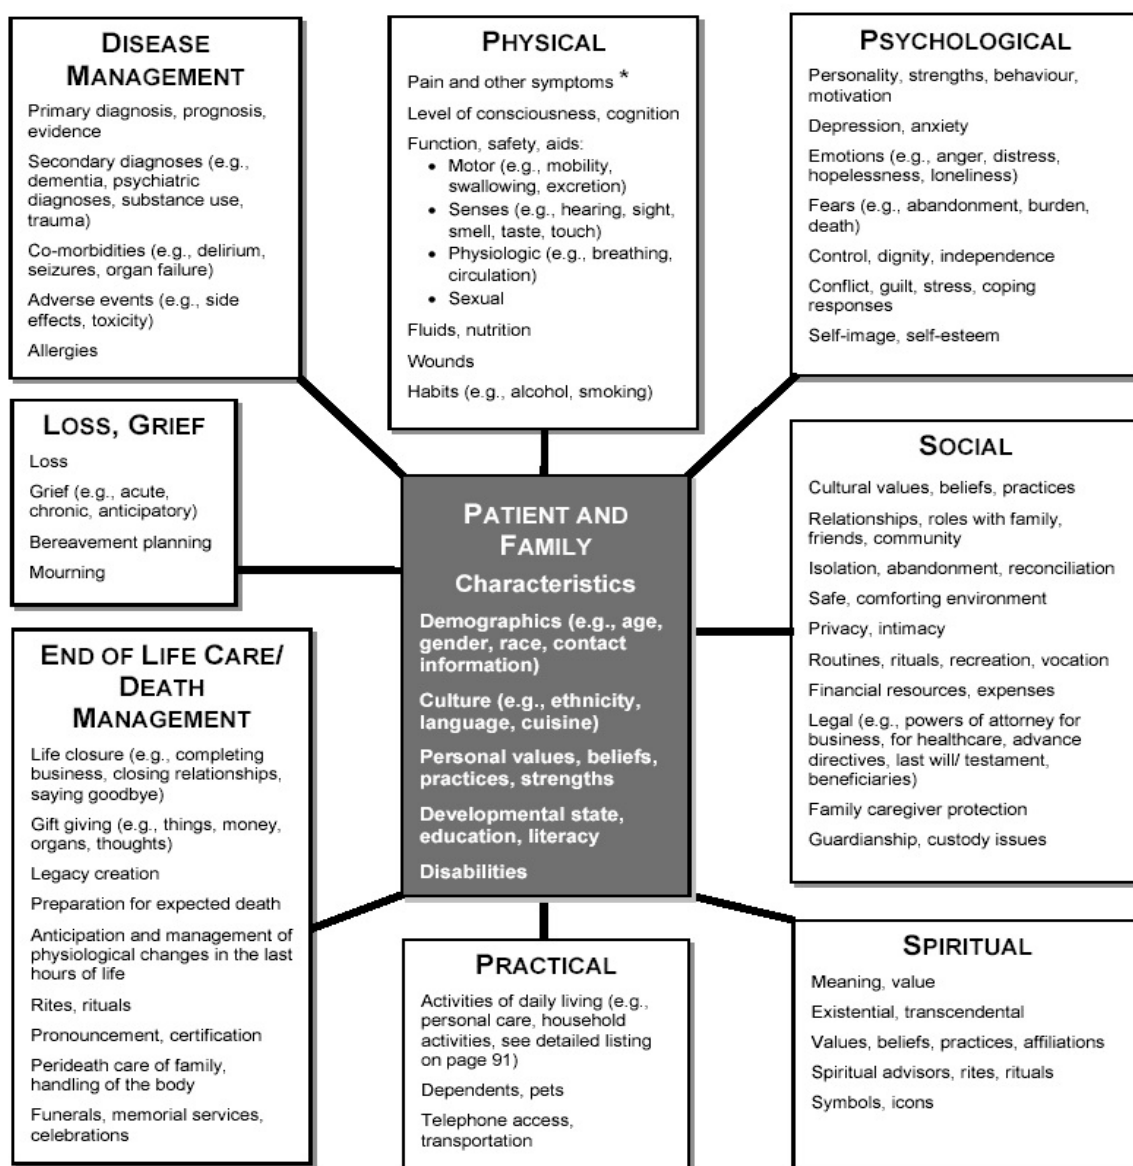 DISEASE
MANAGEMENT
Primary diagnosis, prognosis,
evidence
Secondary diagnoses (e.g.,
dementia, psychiatric
diagnoses, substance use,
trauma)
Co-morbidities (e.g., delirium,
seizures, organ failure)
Adverse events (e.g., side
effects, toxicity)
Allergies
PHYSICAL
Pain and other symptoms *
Level of consciousness, cognition
Function, safety, aids:
• Motor (e.g., mobility,
swallowing, excretion)
• Senses (e.g., hearing, sight,
smell, taste, touch)
• Physiologic (e.g., breathing,
circulation)
• Sexual
Fluids, nutrition
Wounds
Habits (e.g., alcohol, smoking)
PSYCHOLOGICAL
Personality, strengths, behaviour,
motivation
Depression, anxiety
Emotions (e.g., anger, distress,
hopelessness, loneliness)
Fears (e.g., abandonment, burden,
death)
Control, dignity, independence
Conflict, guilt, stress, coping
responses
Self-image, self-esteem
LOSS, GRIEF
Loss
Grief (e.g., acute,
chronic, anticipatory)
Bereavement planning
Mourning
PATIENT AND
FAMILY
Characteristics
Demographics (e.g., age,
gender, race, contact
information)
Culture (e.g., ethnicity,
language, cuisine)
Personal values, beliefs,
practices, strengths
Developmental state,
education, literacy
Disabilities
SOCIAL
Cultural values, beliefs, practices
Relationships, roles with family,
friends, community
Isolation, abandonment, reconciliation
Safe, comforting environment
Privacy, intimacy
Routines, rituals, recreation, vocation
Financial resources, expenses
Legal (e.g., powers of attorney for
business, for healthcare, advance
directives, last will/ testament,
beneficiaries)
Family caregiver protection
Guardianship, custody issues
END OF LIFE CARE/
DEATH
MANAGEMENT
Life closure (e.g., completing
business, closing relationships,
saying goodbye)
Gift giving (e.g., things, money,
organs, thoughts)
Legacy creation
Preparation for expected death
Anticipation and management of
physiological changes in the last
hours of life
Rites, rituals
Pronouncement, certification
Perideath care of family,
handling of the body
Funerals, memorial services,
celebrations
PRACTICAL
Activities of daily living (e.g.,
personal care, household
activities, see detailed listing
on page 91)
Dependents, pets
Telephone access,
transportation
SPIRITUAL
Meaning, value
Existential, transcendental
Values, beliefs, practices, affiliations
Spiritual advisors, rites, rituals
Symbols, icons